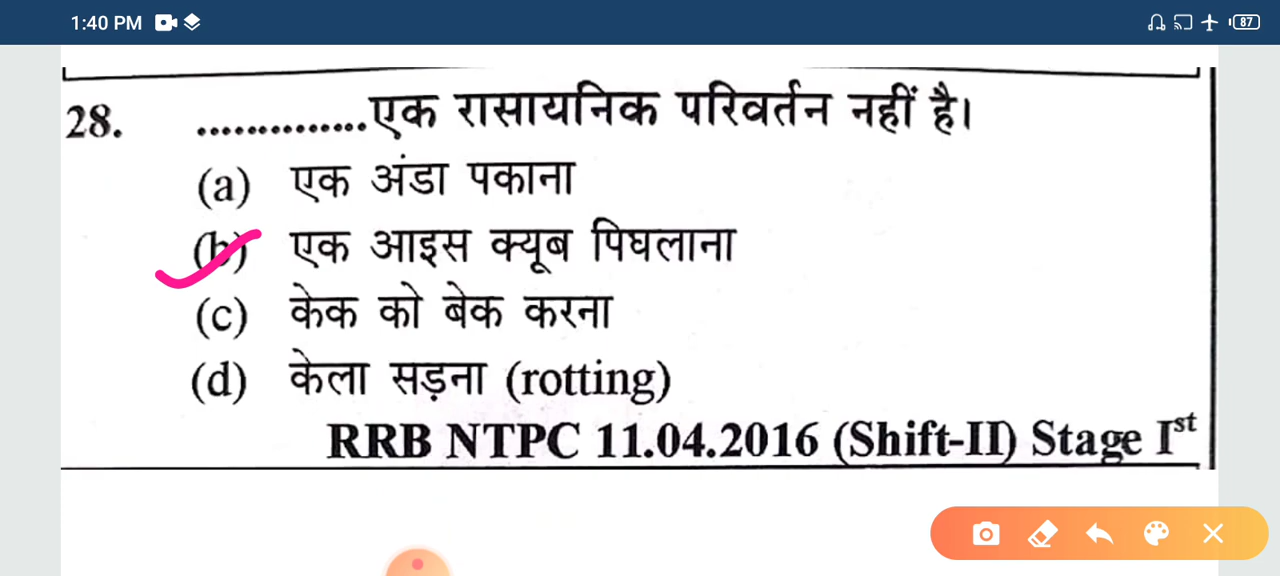 1:40 PM 87
28. ..............एक रासायनिक परिवर्तन नहीं है।
(a) एक अंडा पकाना
(b) एक आइस क्यूब पिघलाना
(c) केक को बेक करना
(d) केला सड़ना (rotting)
RRB NTPC 11.04.2016 (Shift-II) Stage Ist